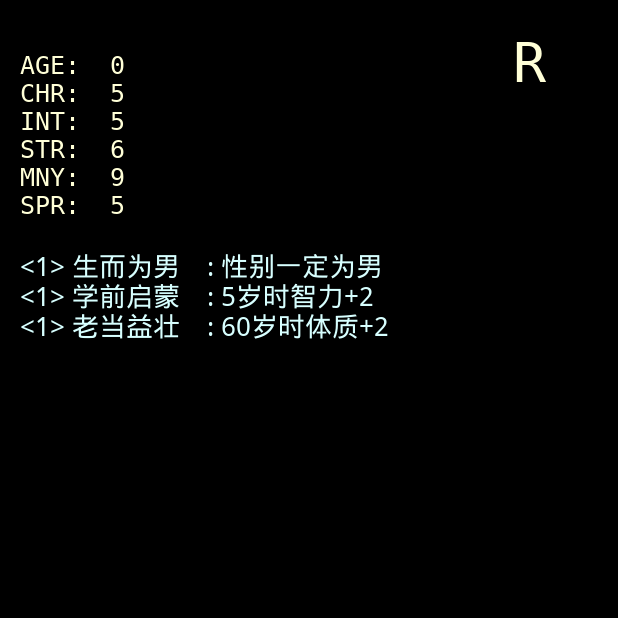 R
AGE: 0
CHR: 5
INT: 5
STR: 6
MNY: 9
SPR: 5
<1> 生而为男 : 性别一定为男
<1> 学前启蒙 : 5岁时智力+2
<1> 老当益壮 : 60岁时体质+2